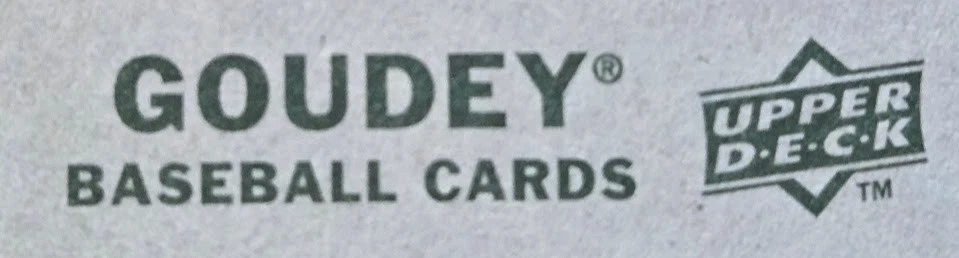 GOUDEY®
BASEBALL CARDS
UPPER
D·E·C·K
TM